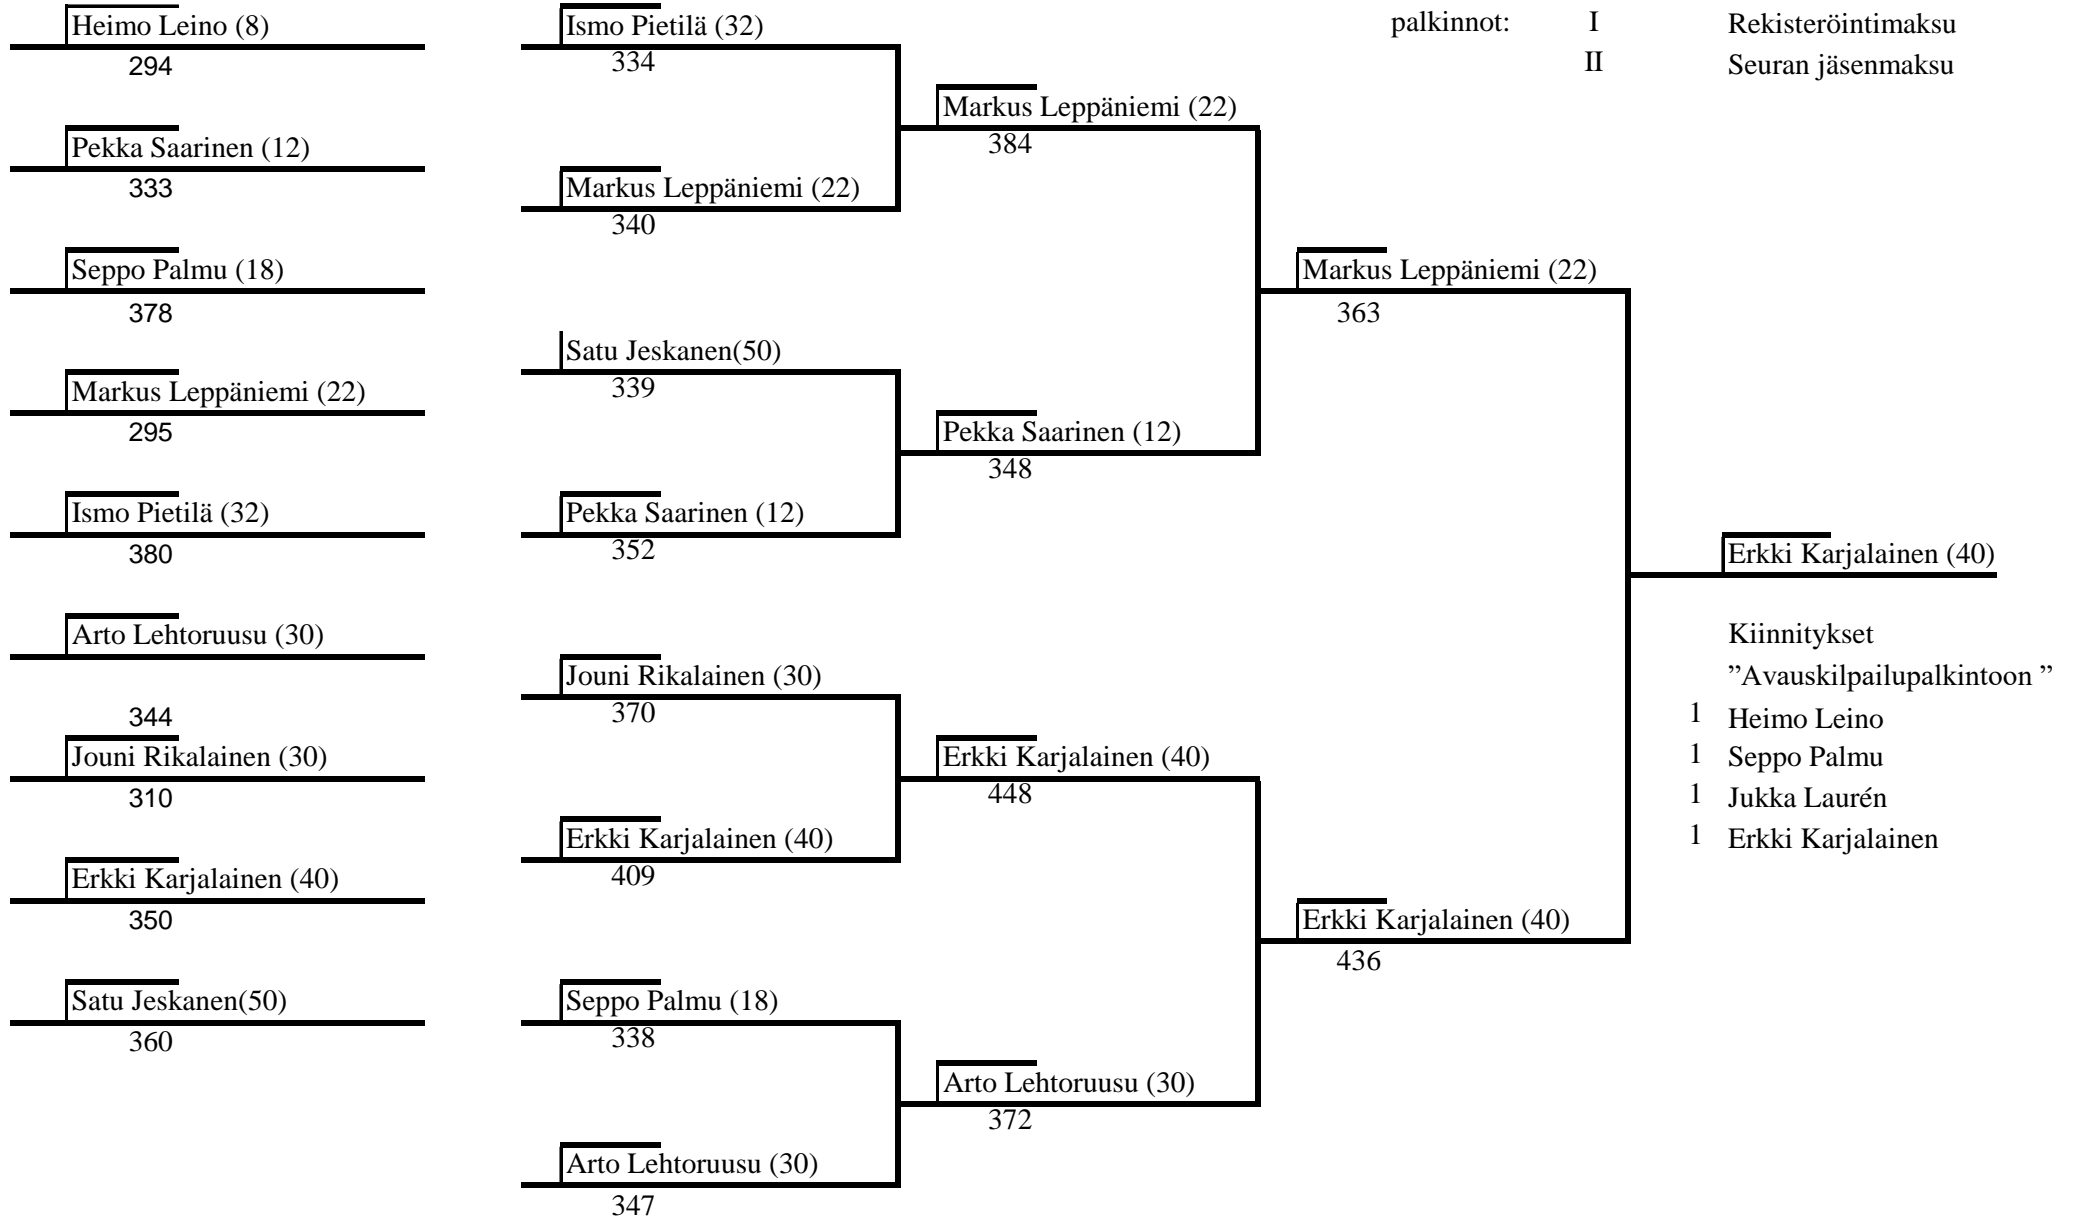 Heimo Leino (8)
294
Pekka Saarinen (12)
333
Seppo Palmu (18)
378
Markus Leppäniemi (22)
295
Ismo Pietilä (32)
380
Arto Lehtoruusu (30)
344
Jouni Rikalainen (30)
310
Erkki Karjalainen (40)
350
Satu Jeskanen(50)
360
Ismo Pietilä (32)
334
Markus Leppäniemi (22)
340
Satu Jeskanen(50)
339
Pekka Saarinen (12)
352
Jouni Rikalainen (30)
370
Erkki Karjalainen (40)
409
Seppo Palmu (18)
338
Arto Lehtoruusu (30)
347
Markus Leppäniemi (22)
384
Pekka Saarinen (12)
348
Erkki Karjalainen (40)
448
Arto Lehtoruusu (30)
372
Markus Leppäniemi (22)
363
Erkki Karjalainen (40)
436
palkinnot: I Rekisteröintimaksu
II Seuran jäsenmaksu
Erkki Karjalainen (40)
Kiinnitykset
”Avauskilpailupalkintoon ”
1 Heimo Leino
1 Seppo Palmu
1 Jukka Laurén
1 Erkki Karjalainen